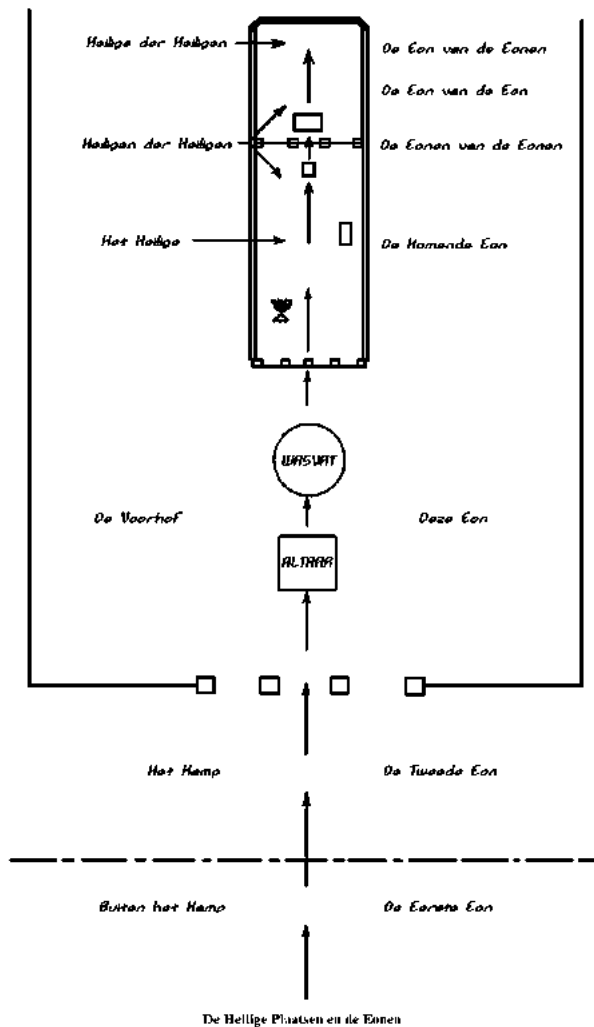 Heilige der Heiligen
De Eon van de Eonen
De Eon van de Eon
Heiligen der Heiligen
De Eonen van de Eonen
Het Heilige
De Komende Eon
WASVAT
De Voorhof
Deze Eon
ALTAAR
Het Kamp
De Tweede Eon
Buiten het Kamp
De Eerste Eon
De Heilige Plaatsen en de Eonen